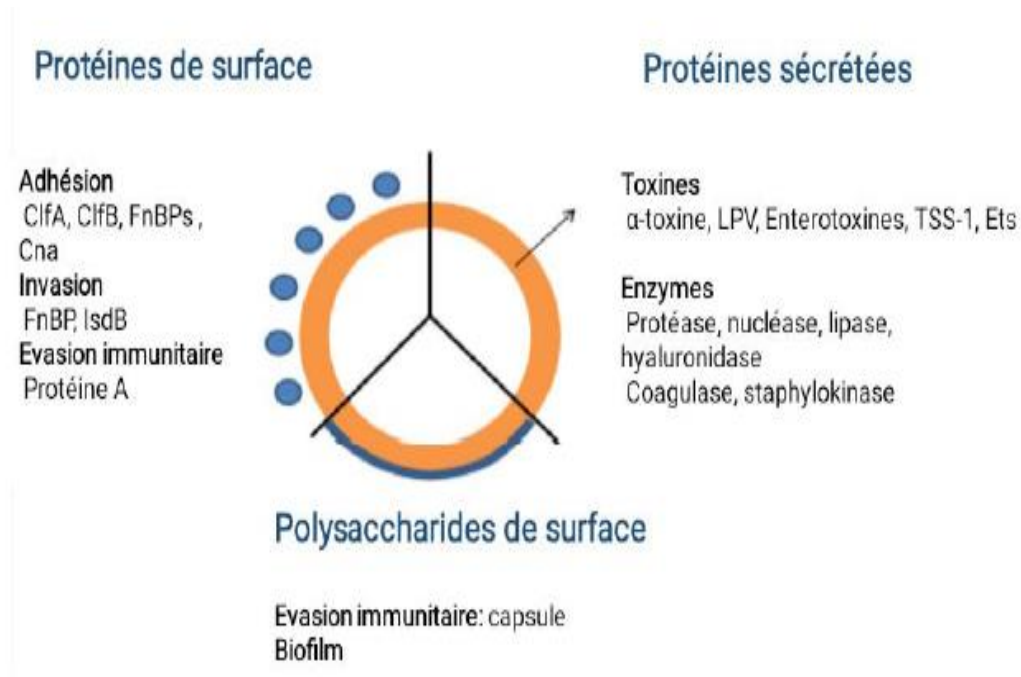 Protéines de surface
Adhésion
ClfA, ClfB, FnBPs ,
Cna
Invasion
FnBP, IsdB
Evasion immunitaire
Protéine A
Protéines sécrétées
Toxines
α-toxine, LPV, Enterotoxines, TSS-1, Ets
Enzymes
Protéase, nucléase, lipase,
hyaluronidase
Coagulase, staphylokinase
Polysaccharides de surface
Evasion immunitaire: capsule
Biofilm